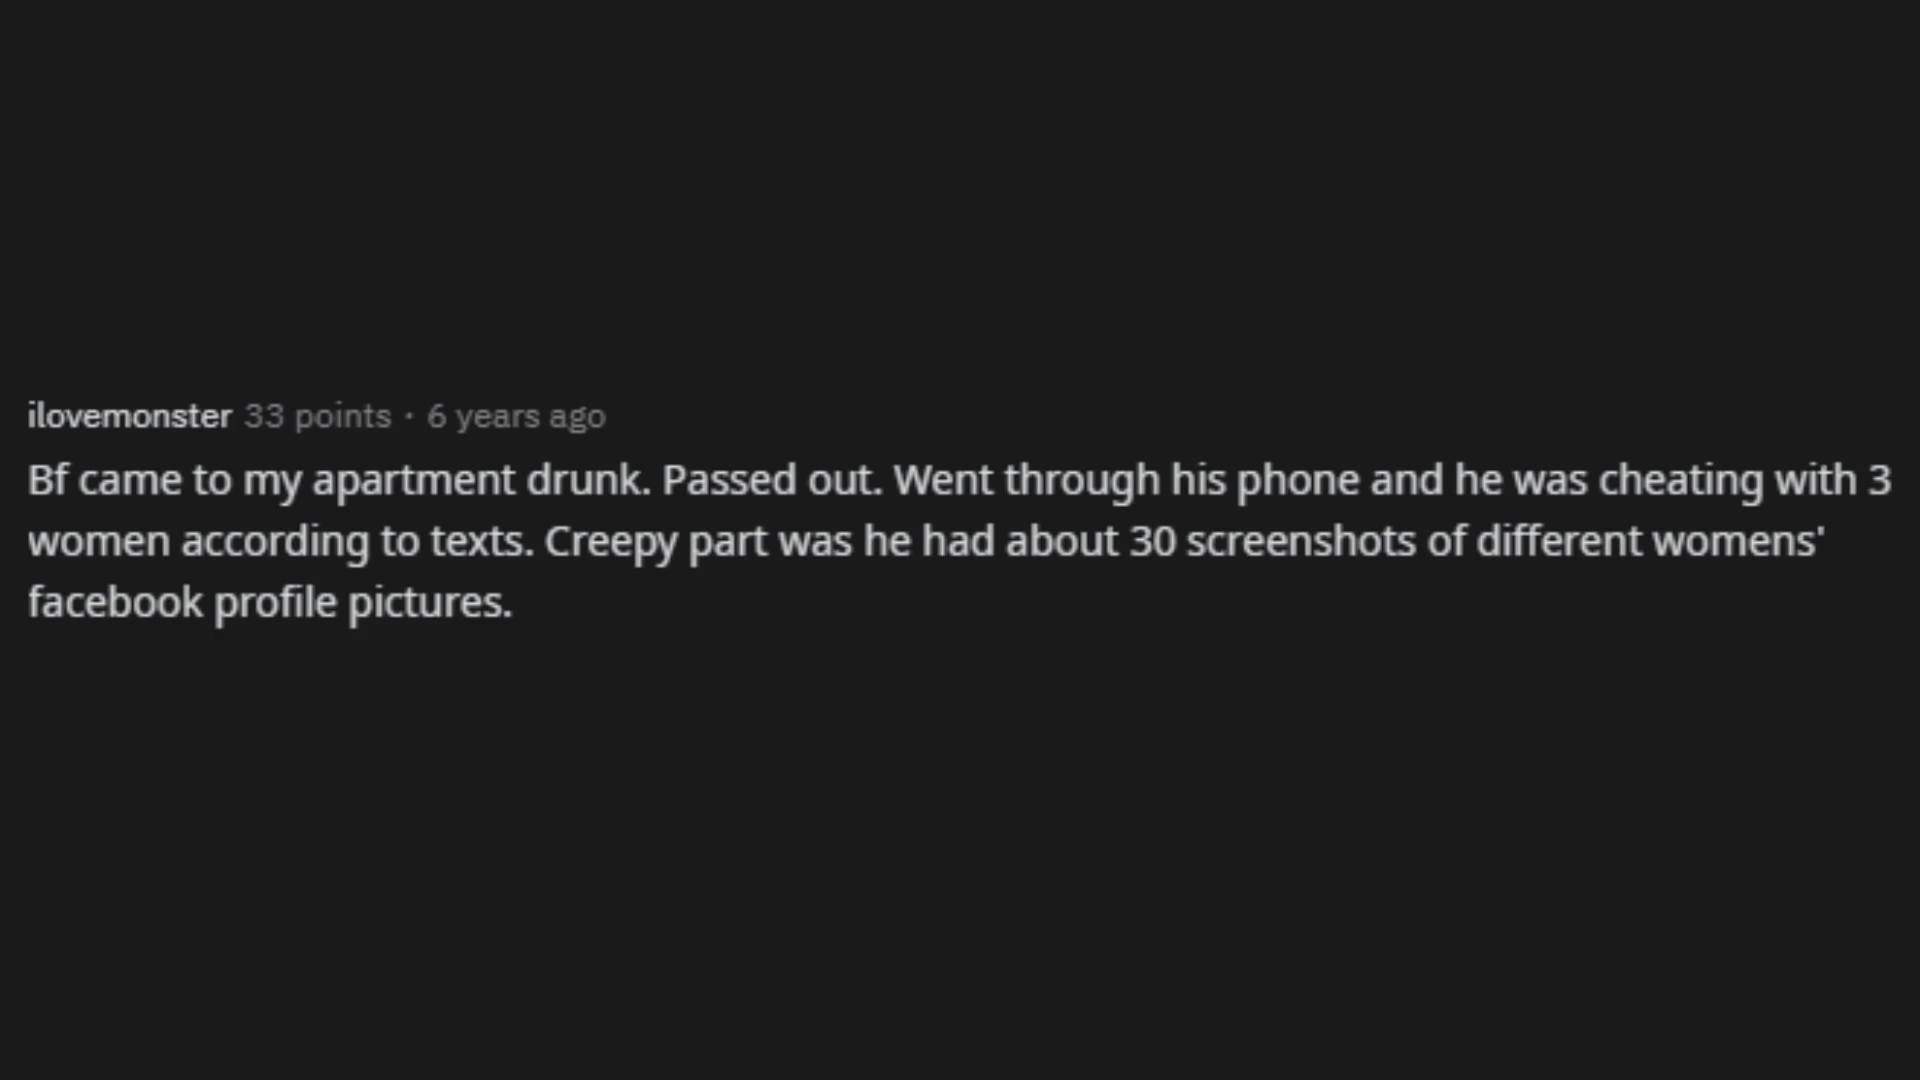 ilovemonster 33 points · 6 years ago
Bf came to my apartment drunk. Passed out. Went through his phone and he was cheating with 3
women according to texts. Creepy part was he had about 30 screenshots of different womens'
facebook profile pictures.